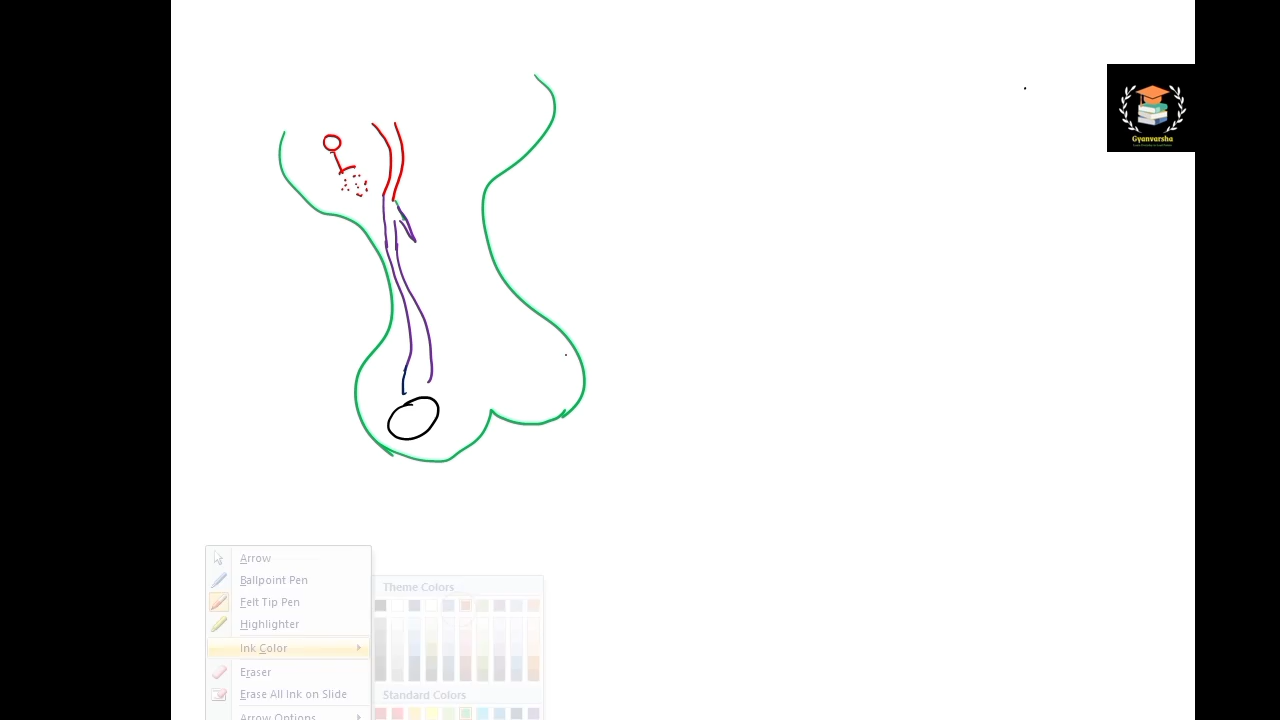 Gyanvarsha
Arrow
Ballpoint Pen
Felt Tip Pen
Highlighter
Ink Color
Eraser
Erase All Ink on Slide
Arrow Options
Theme Colors
Standard Colors